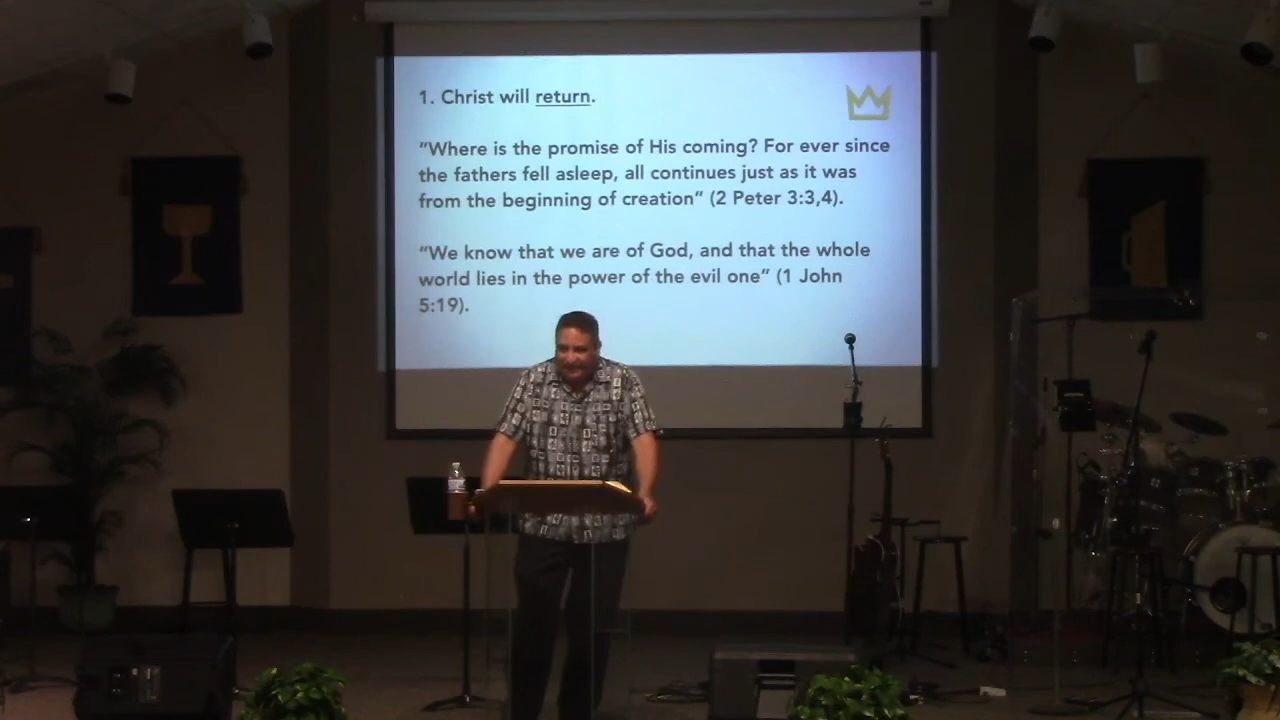 1. Christ will return.
“Where is the promise of His coming? For ever since
the fathers fell asleep, all continues just as it was
from the beginning of creation” (2 Peter 3:3,4).
“We know that we are of God, and that the whole
world lies in the power of the evil one” (1 John
5:19).